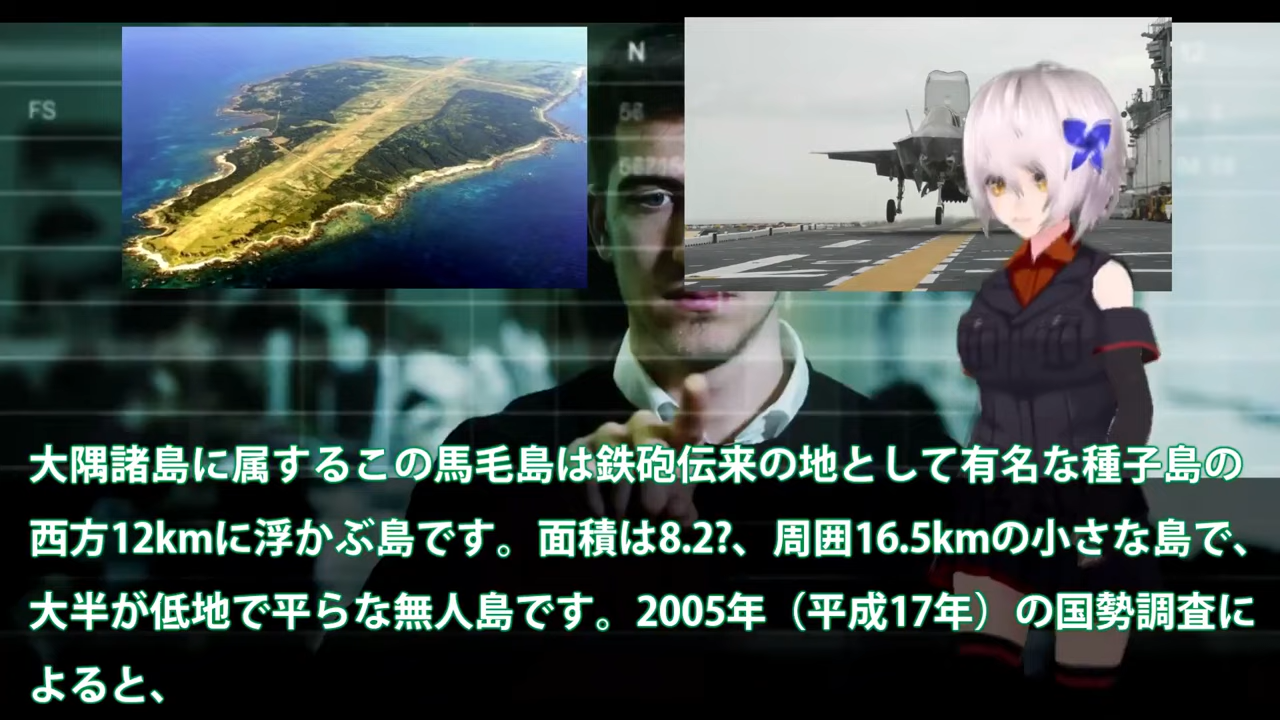 FS
N
12
56
大隅諸島に属するこの馬毛島は鉄砲伝来の地として有名な種子島の
西方12kmに浮かぶ島です。面積は8.2?、周囲16.5kmの小さな島で、
大半が低地で平らな無人島です。2005年（平成17年）の国勢調査に
よると、